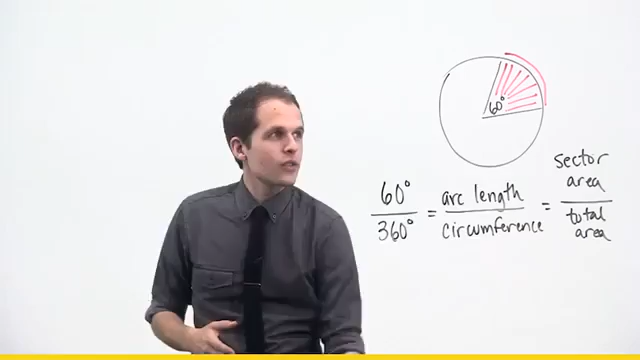 60°
60° / 360° = arc length / circumference = sector area / total area